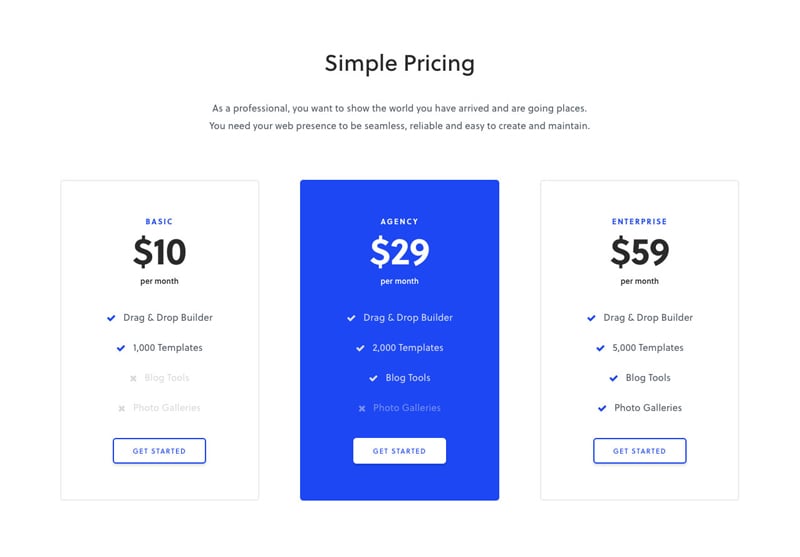 Simple Pricing
As a professional, you want to show the world you have arrived and are going places.
You need your web presence to be seamless, reliable and easy to create and maintain.
BASIC
$10
per month
Drag & Drop Builder
1,000 Templates
Blog Tools
Photo Galleries
GET STARTED
AGENCY
$29
per month
Drag & Drop Builder
2,000 Templates
Blog Tools
Photo Galleries
GET STARTED
ENTERPRISE
$59
per month
Drag & Drop Builder
5,000 Templates
Blog Tools
Photo Galleries
GET STARTED